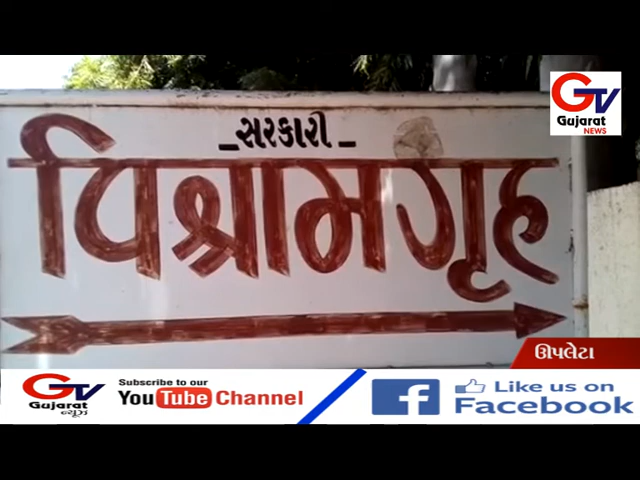 GTV
Gujarat
NEWS
સરકારી
વિશ્રામગૃહ
ઊપલેટા
GTV
Gujarat
ન્યૂઝ
Subscribe to our
YouTube Channel
f
Like us on
Facebook